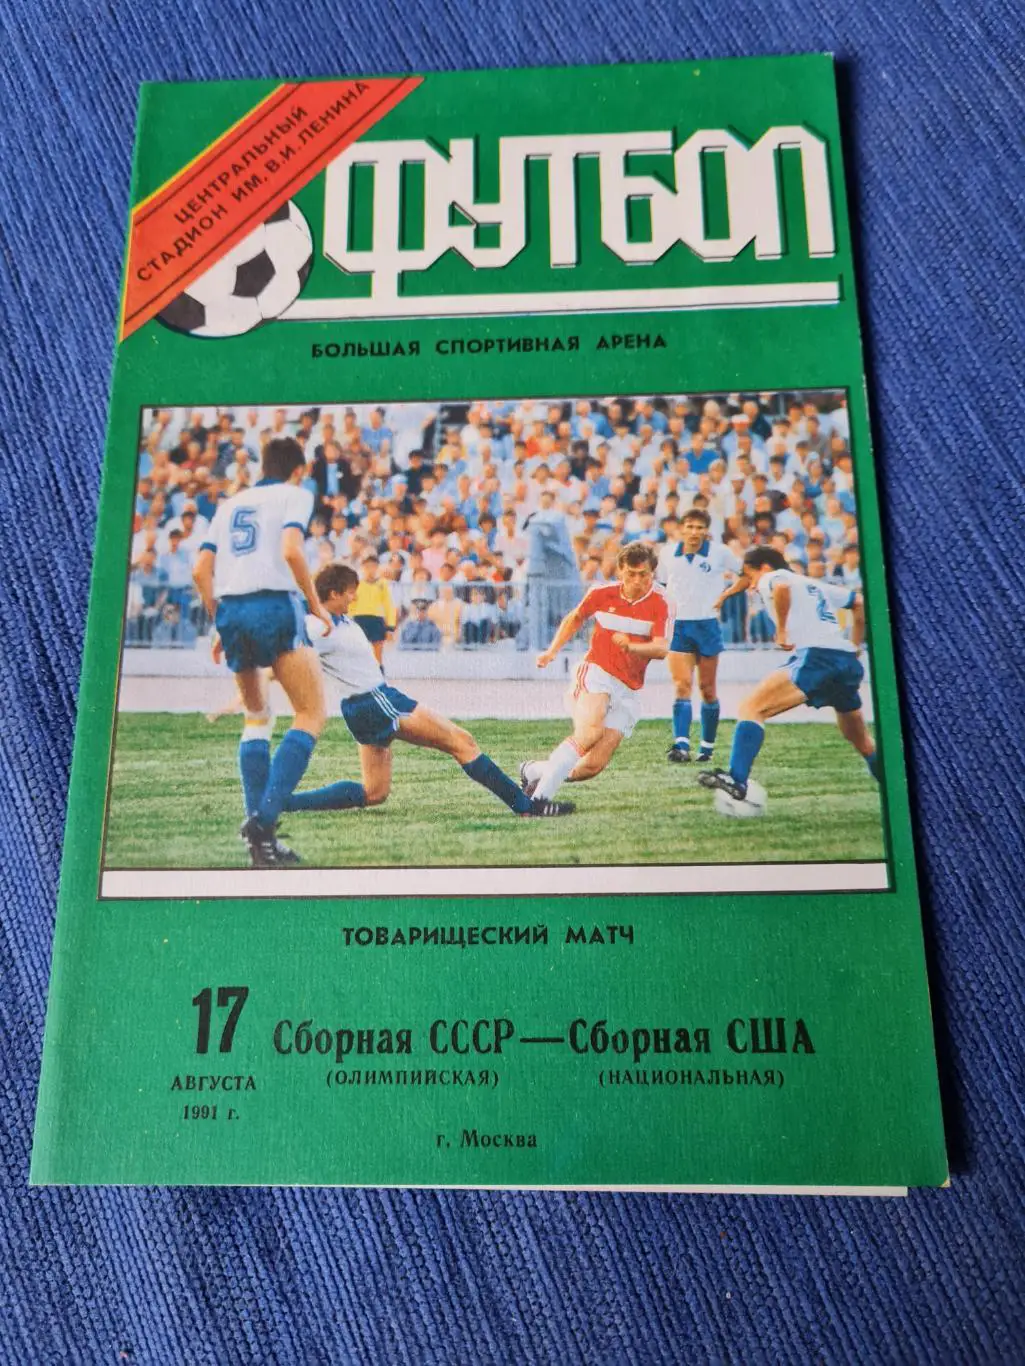 ЦЕНТРАЛЬНЫЙ
СТАДИОН ИМ. В.И. ЛЕНИНА
ФУТБОЛ
БОЛЬШАЯ СПОРТИВНАЯ АРЕНА
5
2
ТОВАРИЩЕСКИЙ МАТЧ
17 Сборная СССР—Сборная США
АВГУСТА (ОЛИМПИЙСКАЯ) (НАЦИОНАЛЬНАЯ)
1991 г.
г. Москва